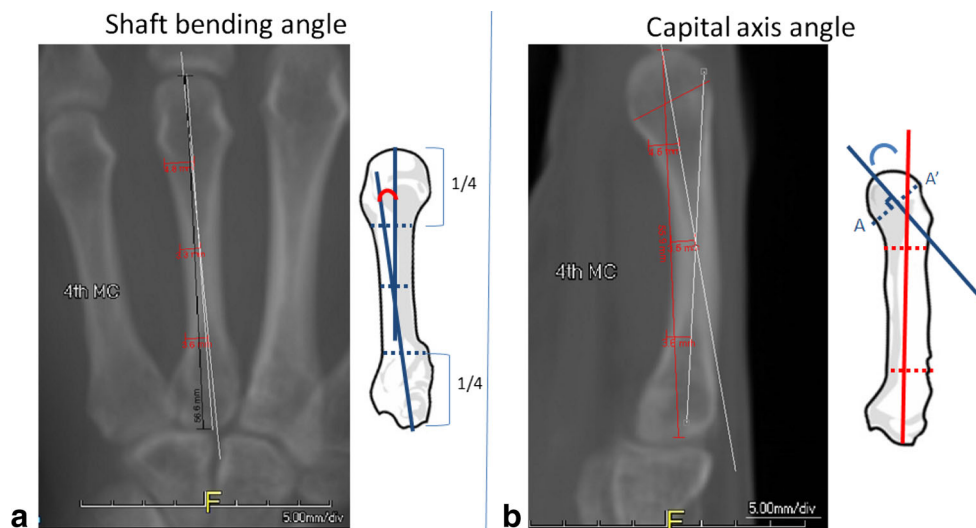 Shaft bending angle
4th MC
56.6 mm
1/4
1/4
F
5.00mm/div
a
Capital axis angle
4th MC
A'
A
F
5.00mm/div
b